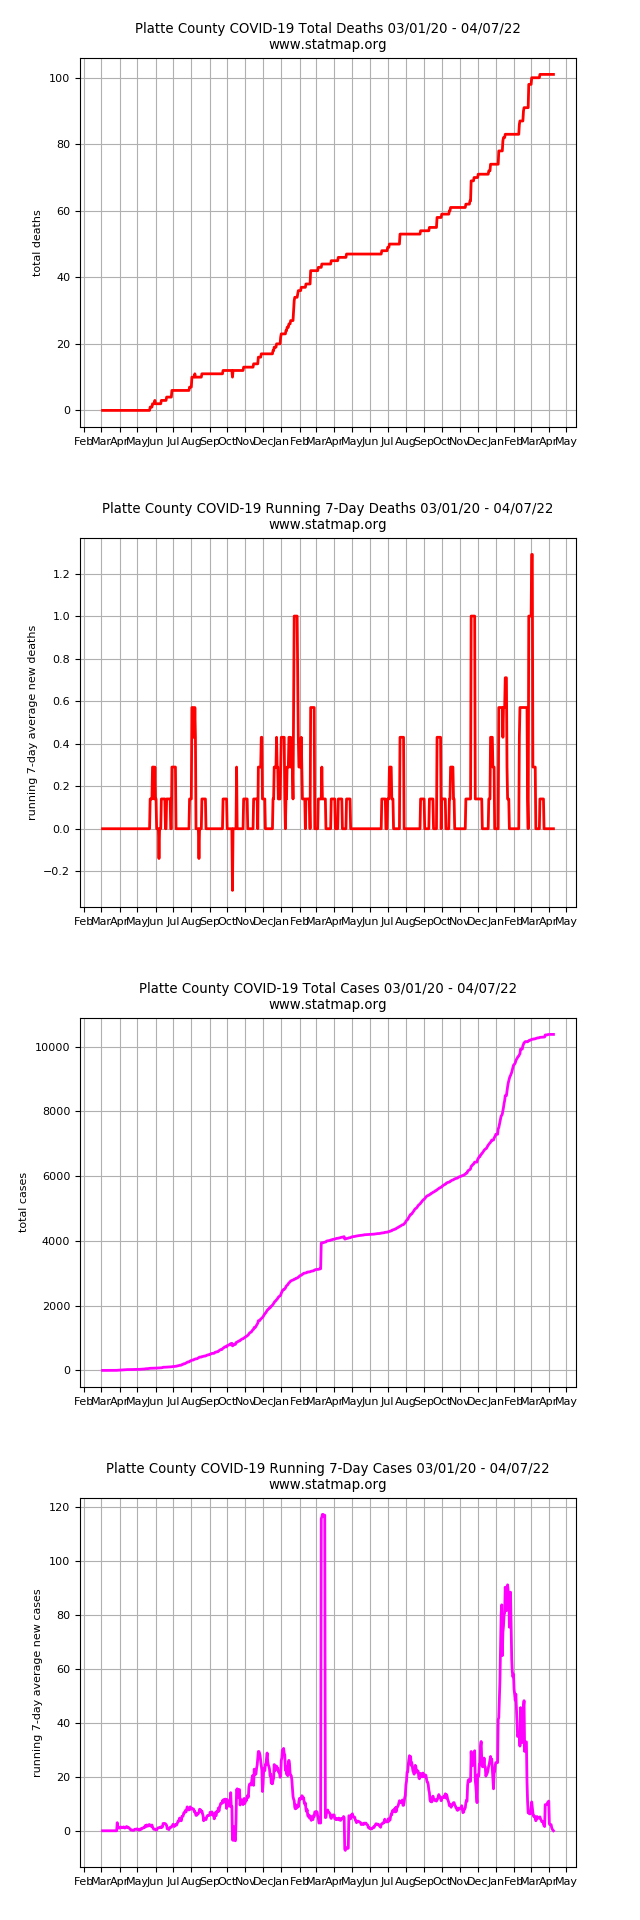 Platte County COVID-19 Total Deaths 03/01/20 - 04/07/22
www.statmap.org
100
80
60
40
20
0
total deaths
Feb Mar Apr May Jun Jul Aug Sep Oct Nov Dec Jan Feb Mar Apr May Jun Jul Aug Sep Oct Nov Dec Jan Feb Mar Apr May
Platte County COVID-19 Running 7-Day Deaths 03/01/20 - 04/07/22
www.statmap.org
1.2
1.0
0.8
0.6
0.4
0.2
0.0
−0.2
running 7-day average new deaths
Feb Mar Apr May Jun Jul Aug Sep Oct Nov Dec Jan Feb Mar Apr May Jun Jul Aug Sep Oct Nov Dec Jan Feb Mar Apr May
Platte County COVID-19 Total Cases 03/01/20 - 04/07/22
www.statmap.org
10000
8000
6000
4000
2000
0
total cases
Feb Mar Apr May Jun Jul Aug Sep Oct Nov Dec Jan Feb Mar Apr May Jun Jul Aug Sep Oct Nov Dec Jan Feb Mar Apr May
Platte County COVID-19 Running 7-Day Cases 03/01/20 - 04/07/22
www.statmap.org
120
100
80
60
40
20
0
running 7-day average new cases
Feb Mar Apr May Jun Jul Aug Sep Oct Nov Dec Jan Feb Mar Apr May Jun Jul Aug Sep Oct Nov Dec Jan Feb Mar Apr May